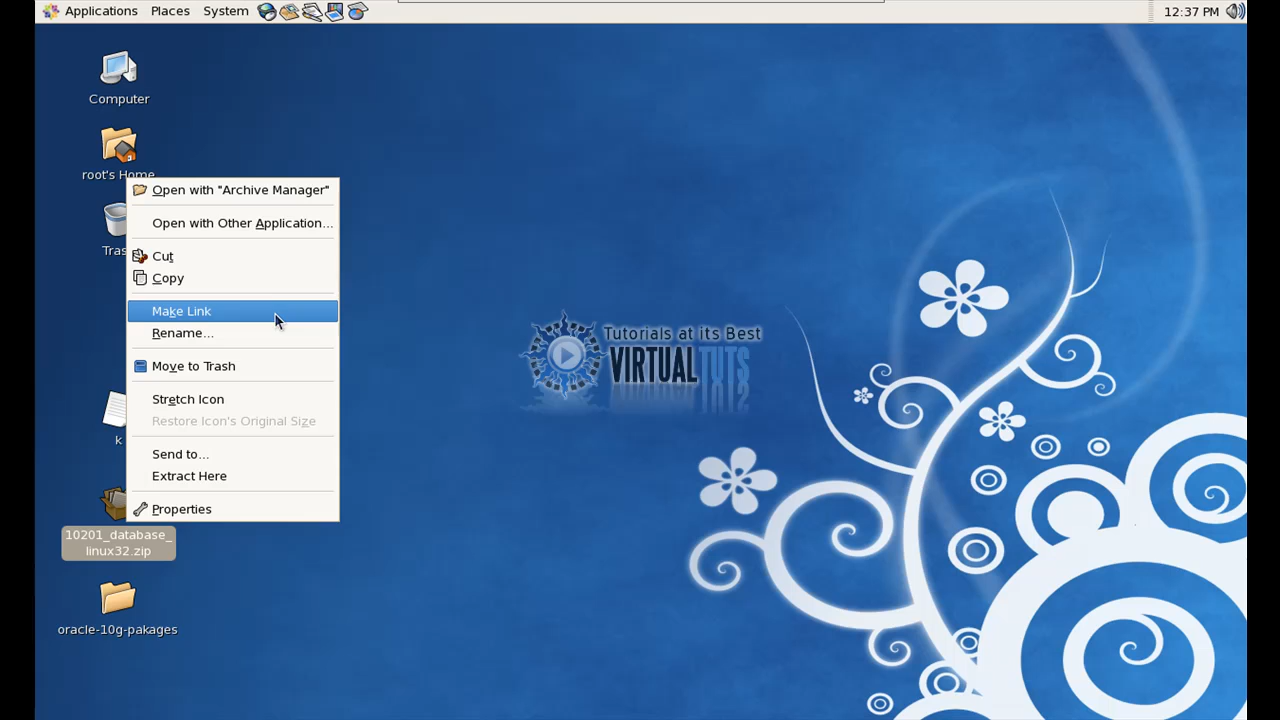 Applications Places System 12:37 PM
Computer
root's Home
Open with "Archive Manager"
Open with Other Application...
Cut
Copy
Make Link
Rename...
Move to Trash
Stretch Icon
Restore Icon's Original Size
Send to...
Extract Here
Properties
Tras
k
10201_database_
linux32.zip
oracle-10g-pakages
Tutorials at its Best
VIRTUALTUTS